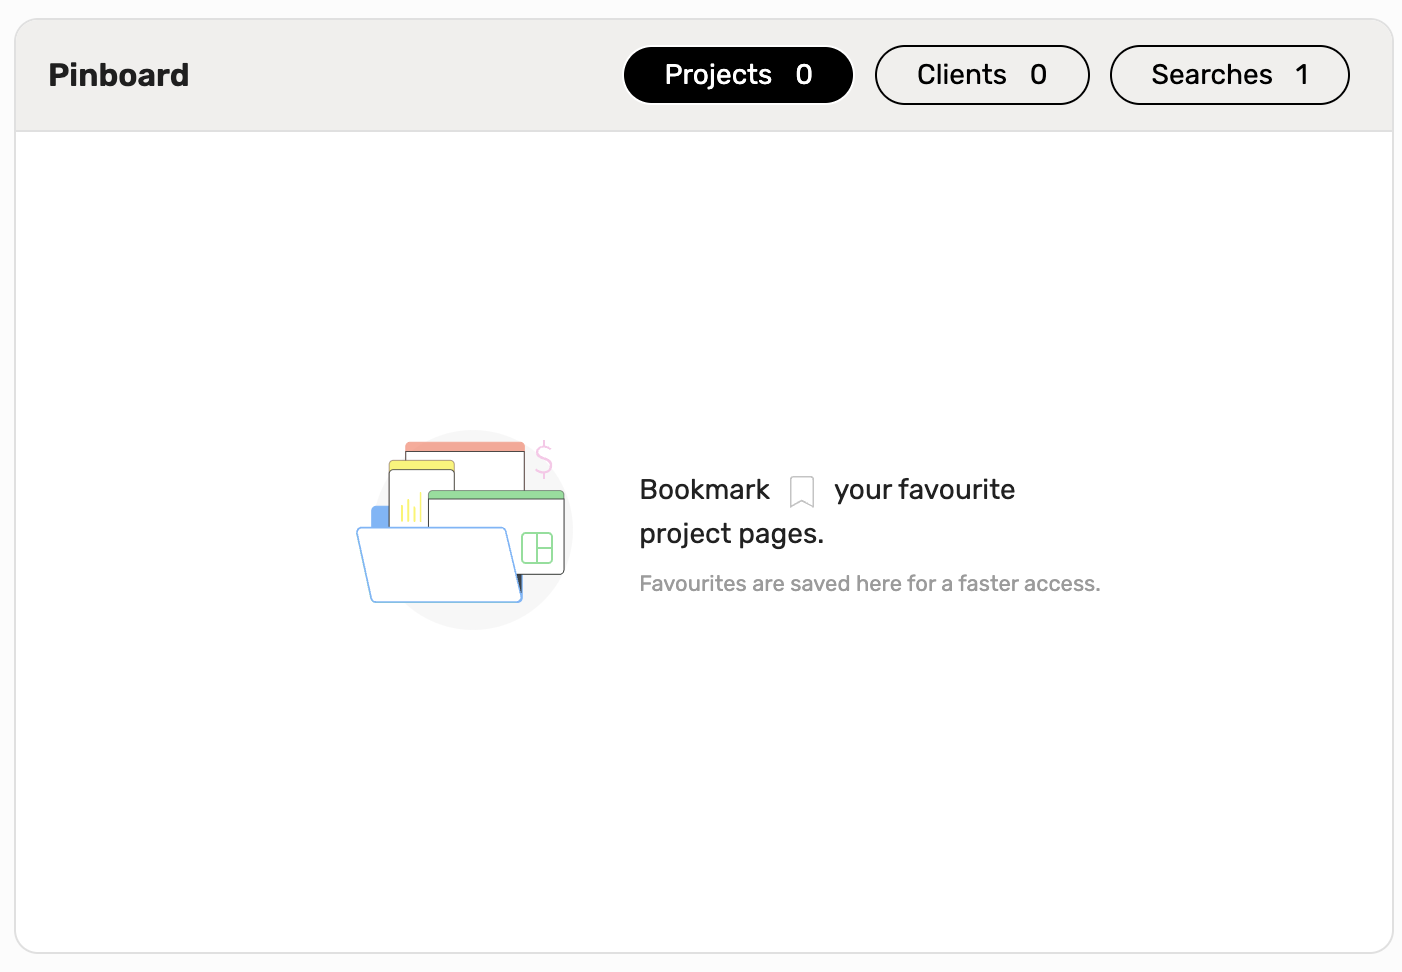 Pinboard
Projects 0
Clients 0
Searches 1
$
Bookmark your favourite
project pages.
Favourites are saved here for a faster access.